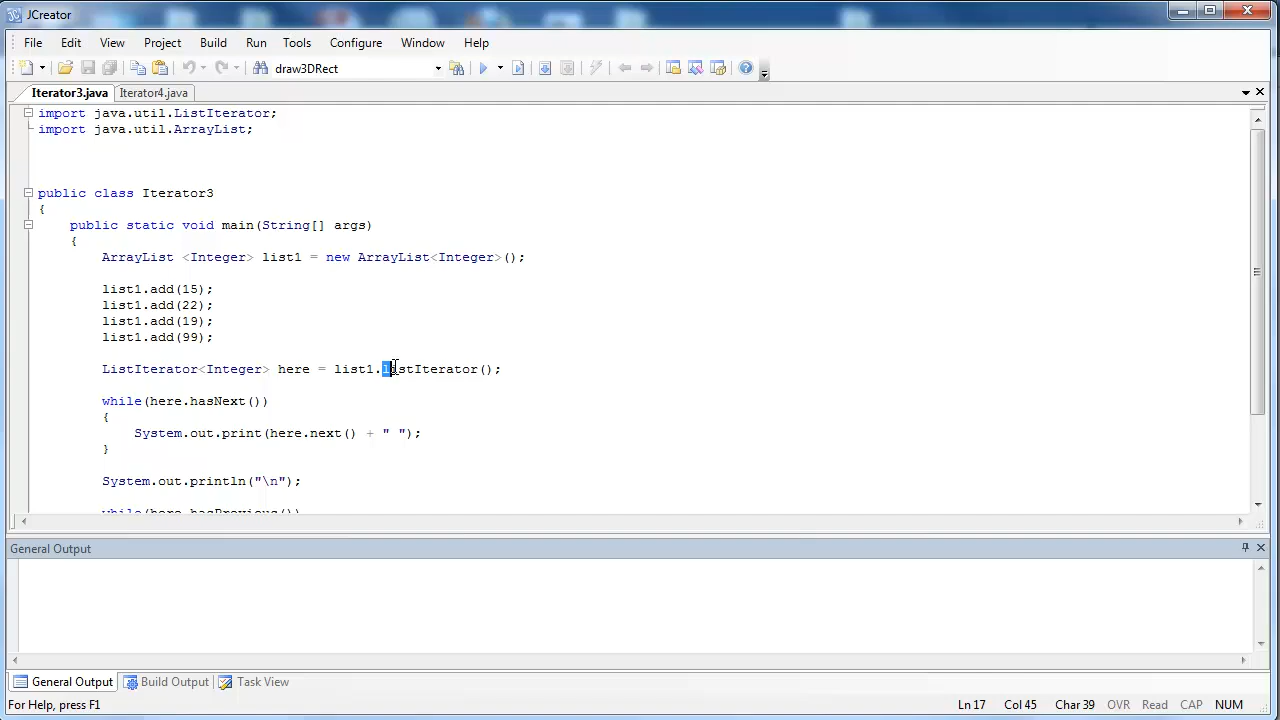 JCreator
File Edit View Project Build Run Tools Configure Window Help
draw3DRect
Iterator3.java Iterator4.java
import java.util.ListIterator;
import java.util.ArrayList;
public class Iterator3
{
public static void main(String[] args)
{
ArrayList <Integer> list1 = new ArrayList<Integer>();
list1.add(15);
list1.add(22);
list1.add(19);
list1.add(99);
ListIterator<Integer> here = list1.listIterator();
while(here.hasNext())
{
System.out.print(here.next() + " ");
}
System.out.println("\n");
while(here.hasPrevious())
General Output
General Output Build Output Task View
For Help, press F1 Ln 17 Col 45 Char 39 OVR Read CAP NUM